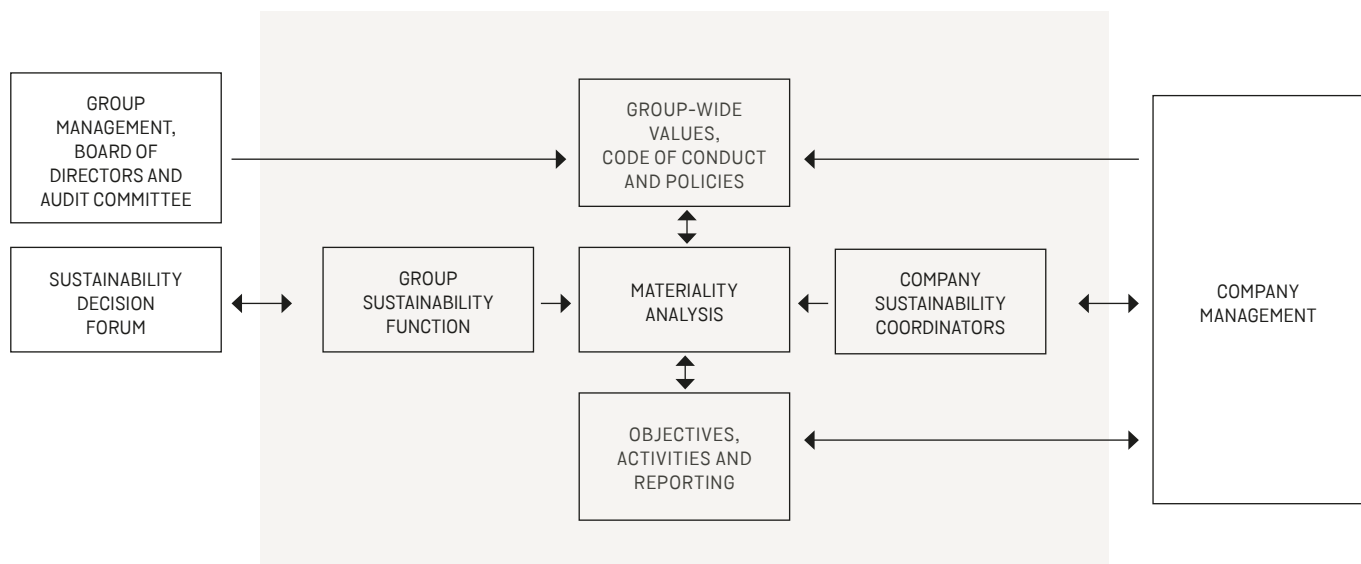 GROUP
MANAGEMENT,
BOARD OF
DIRECTORS AND
AUDIT COMMITTEE
GROUP-WIDE
VALUES,
CODE OF CONDUCT
AND POLICIES
SUSTAINABILITY
DECISION
FORUM
GROUP
SUSTAINABILITY
FUNCTION
MATERIALITY
ANALYSIS
COMPANY
SUSTAINABILITY
COORDINATORS
COMPANY
MANAGEMENT
OBJECTIVES,
ACTIVITIES AND
REPORTING